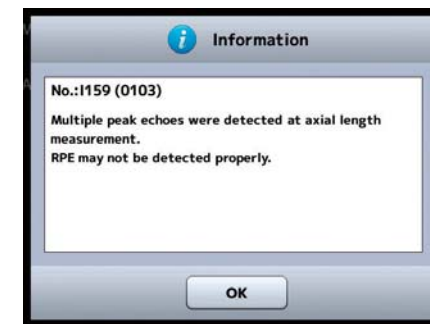 Information
No.:I159 (0103)
Multiple peak echoes were detected at axial length
measurement.
RPE may not be detected properly.
OK